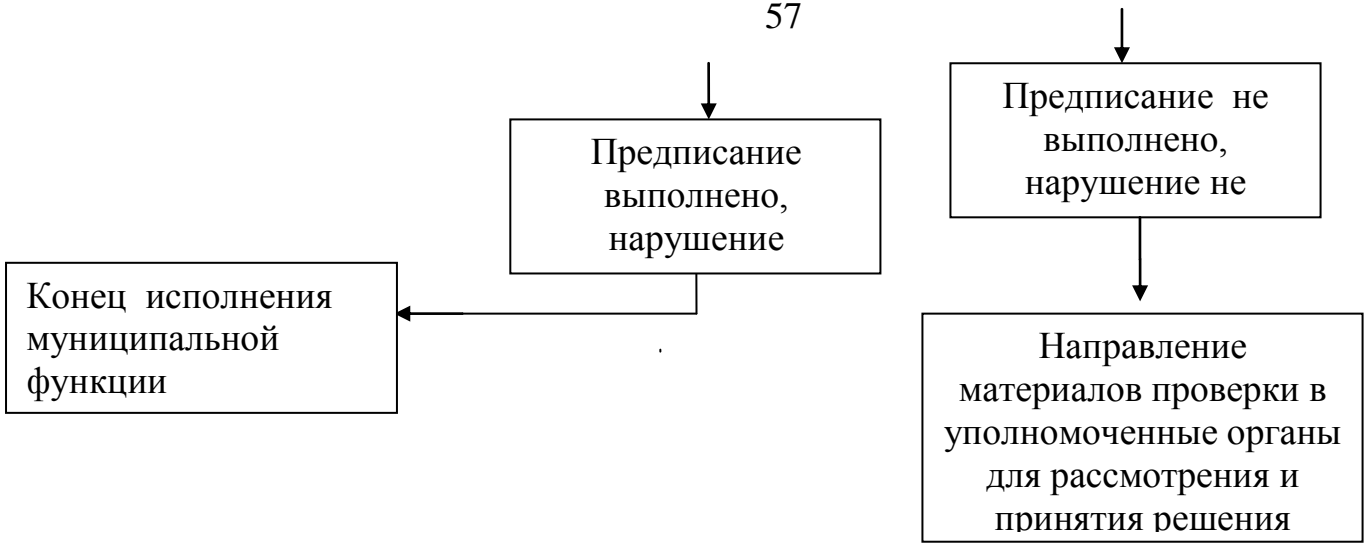 57
Предписание
выполнено,
нарушение
Предписание не
выполнено,
нарушение не
Конец исполнения
муниципальной
функции
Направление
материалов проверки в
уполномоченные органы
для рассмотрения и
принятия решения